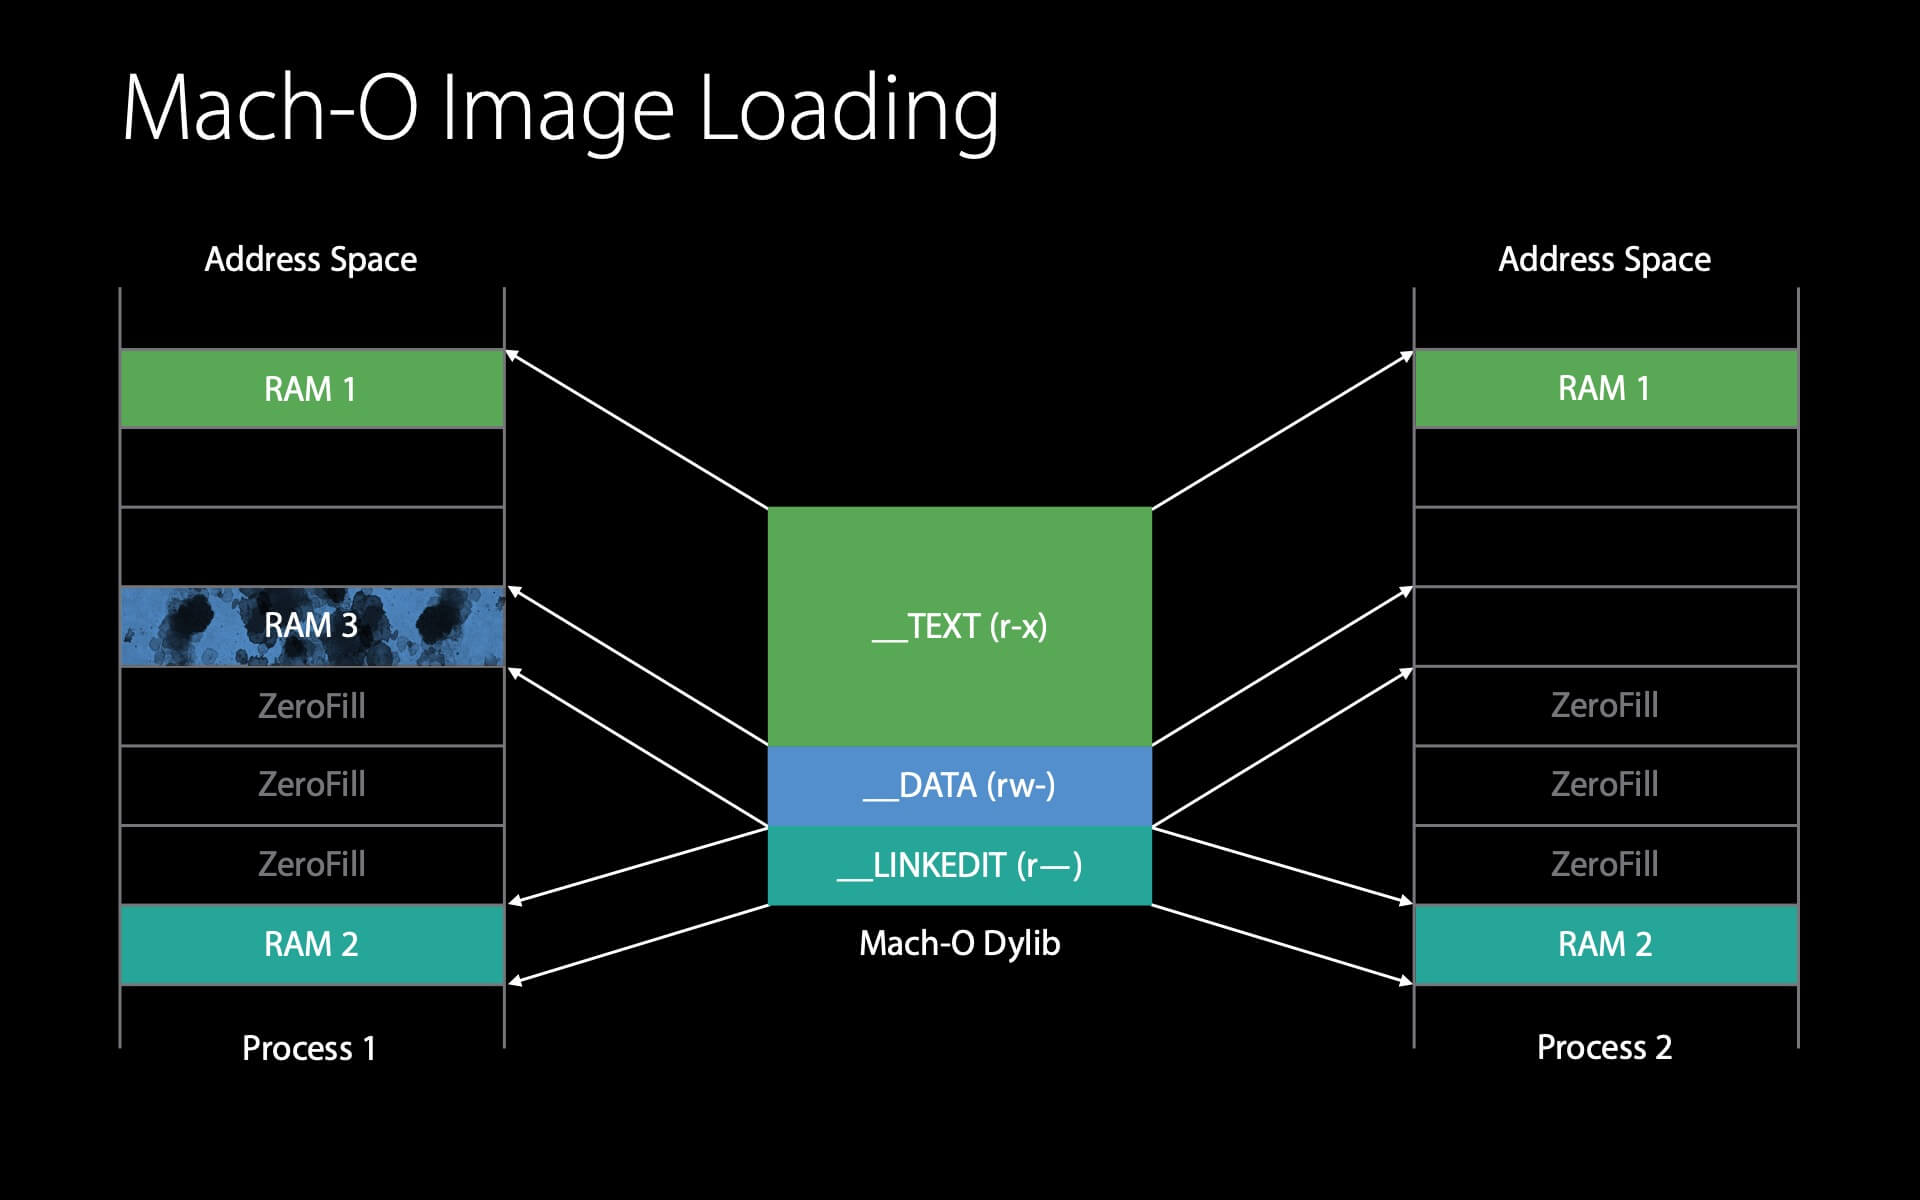 Mach-O Image Loading
Address Space
RAM 1
RAM 3
ZeroFill
ZeroFill
ZeroFill
RAM 2
Process 1
__TEXT (r-x)
__DATA (rw-)
__LINKEDIT (r—)
Mach-O Dylib
Address Space
RAM 1
ZeroFill
ZeroFill
ZeroFill
RAM 2
Process 2